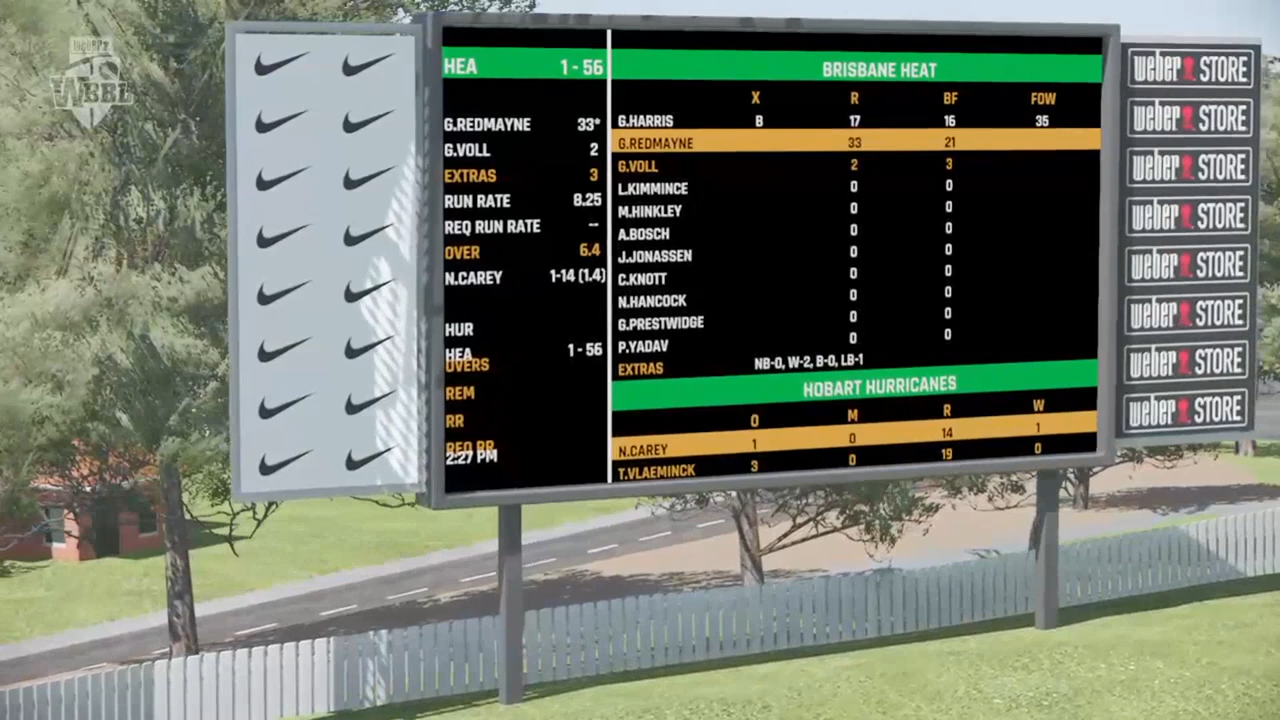 WEBER
WBBL
HEA 1 - 56
G.REDMAYNE 33*
G.VOLL 2
EXTRAS 3
RUN RATE 8.25
REQ RUN RATE --
OVER 6.4
N.CAREY 1-14 (1.4)
HUR
HEA 1 - 56
OVERS
REM
RR
REQ RR
2:27 PM
BRISBANE HEAT
X R BF FOW
G.HARRIS B 17 16 35
G.REDMAYNE 33 21
G.VOLL 2 3
L.KIMMINCE 0 0
M.HINKLEY 0 0
A.BOSCH 0 0
J.JONASSEN 0 0
C.KNOTT 0 0
N.HANCOCK 0 0
G.PRESTWIDGE 0 0
P.YADAV 0 0
EXTRAS NB-0, W-2, B-0, LB-1
HOBART HURRICANES
O M R W
N.CAREY 1 0 14 1
T.VLAEMINCK 3 0 19 0
weber STORE
weber STORE
weber STORE
weber STORE
weber STORE
weber STORE
weber STORE
weber STORE